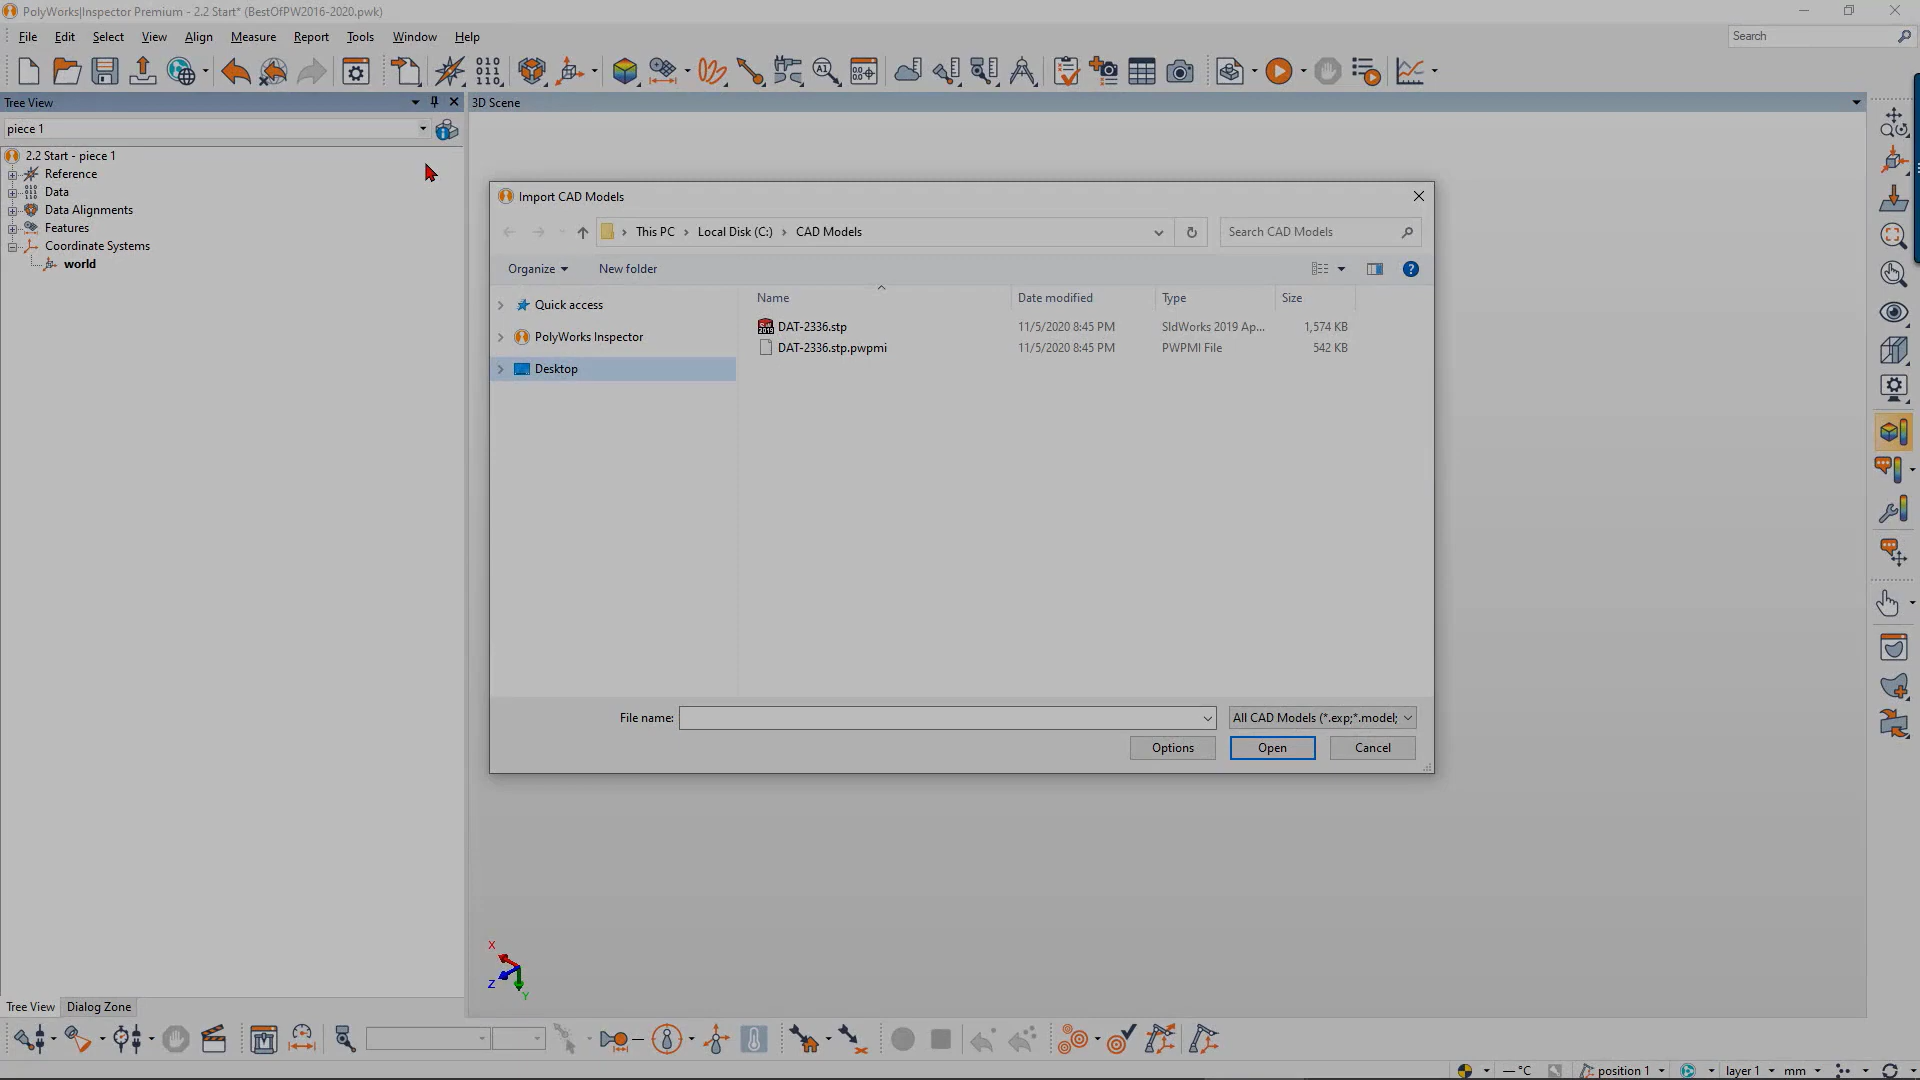 PolyWorks|Inspector Premium - 2.2 Start* (BestOfPW2016-2020.pwk)
File Edit Select View Align Measure Report Tools Window Help
Search
Tree View
3D Scene
piece 1
2.2 Start - piece 1
Reference
Data
Data Alignments
Features
Coordinate Systems
world
Import CAD Models
This PC › Local Disk (C:) › CAD Models
Search CAD Models
Organize
New folder
Quick access
PolyWorks Inspector
Desktop
Name Date modified Type Size
DAT-2336.stp 11/5/2020 8:45 PM SldWorks 2019 Ap... 1,574 KB
DAT-2336.stp.pwpmi 11/5/2020 8:45 PM PWPMI File 542 KB
File name:
All CAD Models (*.exp;*.model;
Options Open Cancel
X
Z
Y
Tree View Dialog Zone
— °C position 1 layer 1 mm